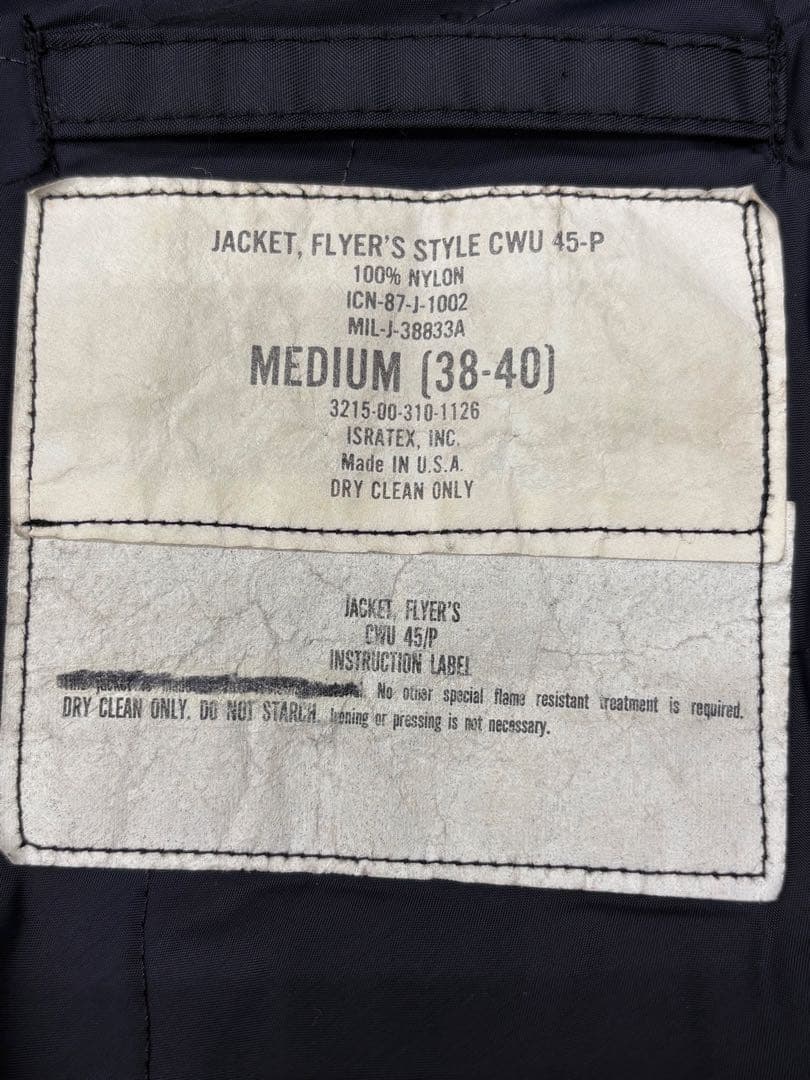 JACKET, FLYER'S STYLE CWU 45-P
100% NYLON
ICN-87-J-1002
MIL-J-38833A
MEDIUM (38-40)
3215-00-310-1126
ISRATEX, INC.
Made IN U.S.A.
DRY CLEAN ONLY
JACKET, FLYER'S
CWU 45/P
INSTRUCTION LABEL
No other special flame resistant treatment is required.
DRY CLEAN ONLY. DO NOT STARCH. Ironing or pressing is not necessary.